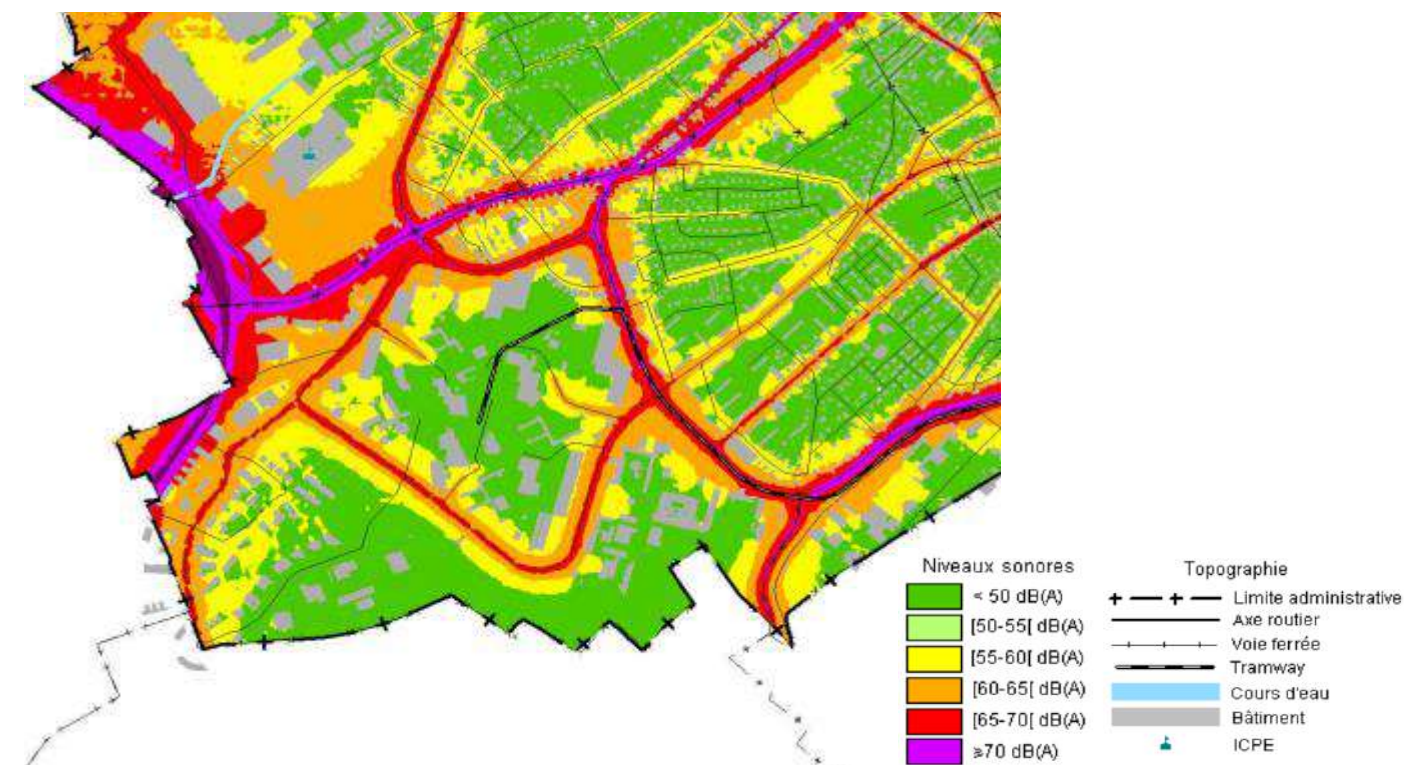 Niveaux sonores
< 50 dB(A)
[50-55[ dB(A)
[55-60[ dB(A)
[60-65[ dB(A)
[65-70[ dB(A)
≥70 dB(A)
Topographie
Limite administrative
Axe routier
Voie ferrée
Tramway
Cours d'eau
Bâtiment
ICPE